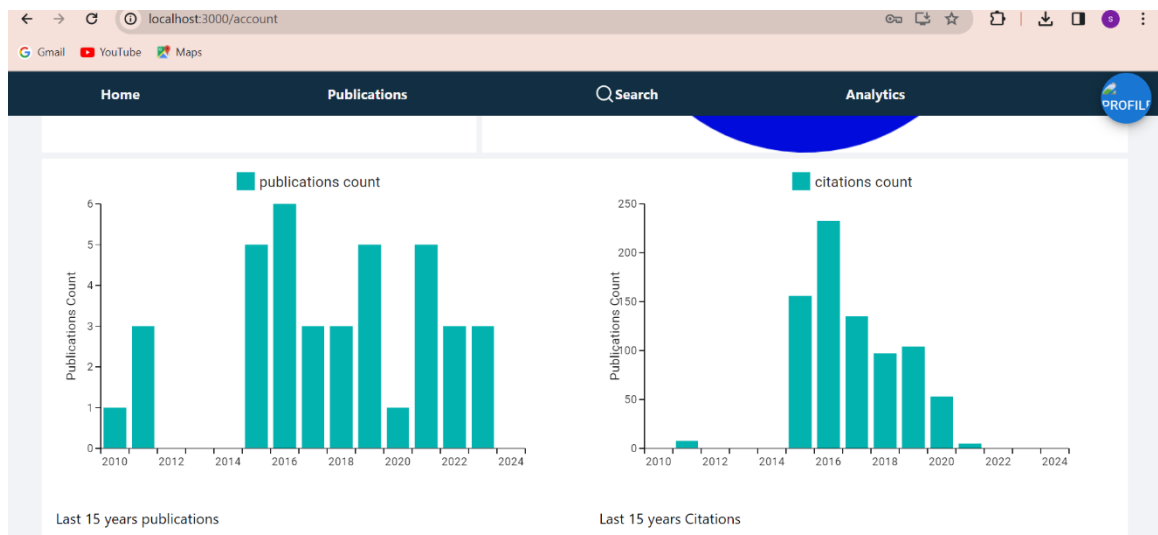 localhost:3000/account
S
Gmail YouTube Maps
Home Publications Search Analytics
PROFILE
publications count
6
5
4
3
2
1
0
Publications Count
2010 2012 2014 2016 2018 2020 2022 2024
Last 15 years publications
citations count
250
200
150
100
50
0
Publications Count
2010 2012 2014 2016 2018 2020 2022 2024
Last 15 years Citations